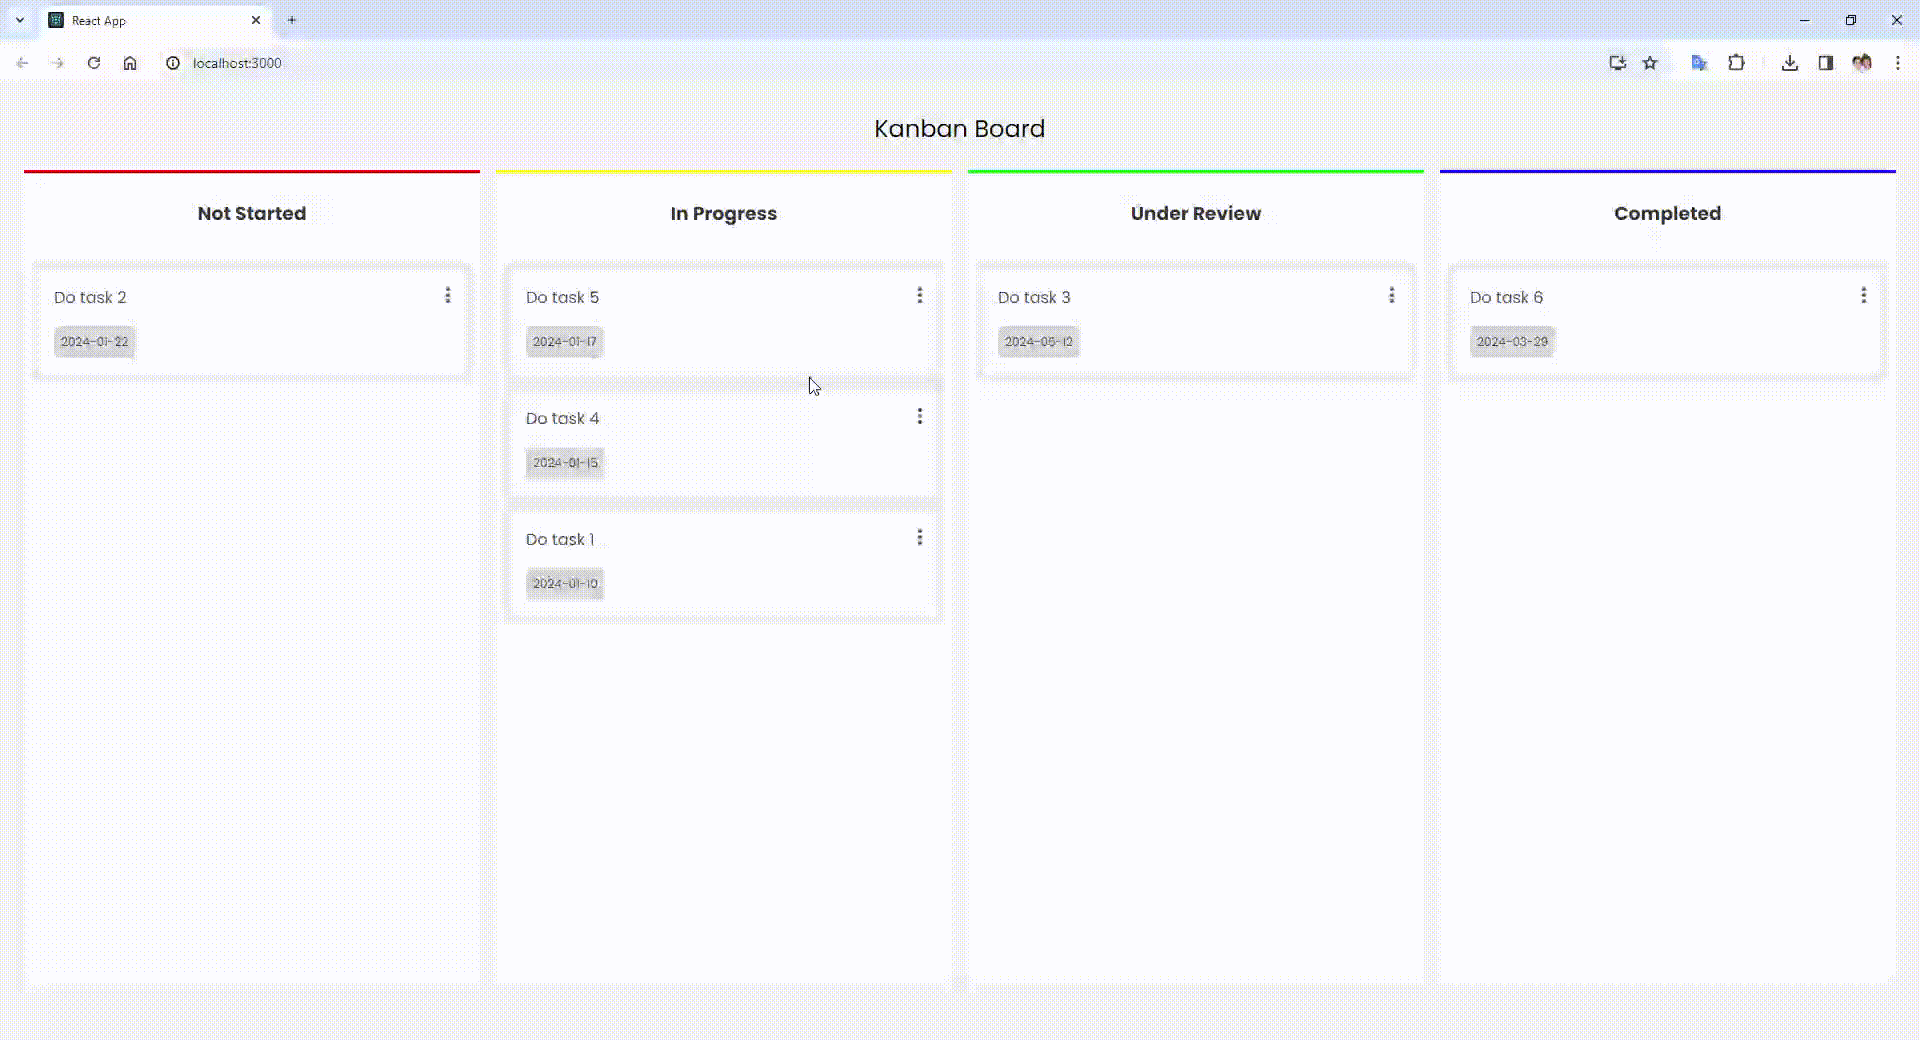 React App
localhost:3000
Kanban Board
Not Started
Do task 2
2024-01-22
In Progress
Do task 5
2024-01-17
Do task 4
2024-01-15
Do task 1
2024-01-10
Under Review
Do task 3
2024-05-12
Completed
Do task 6
2024-03-29